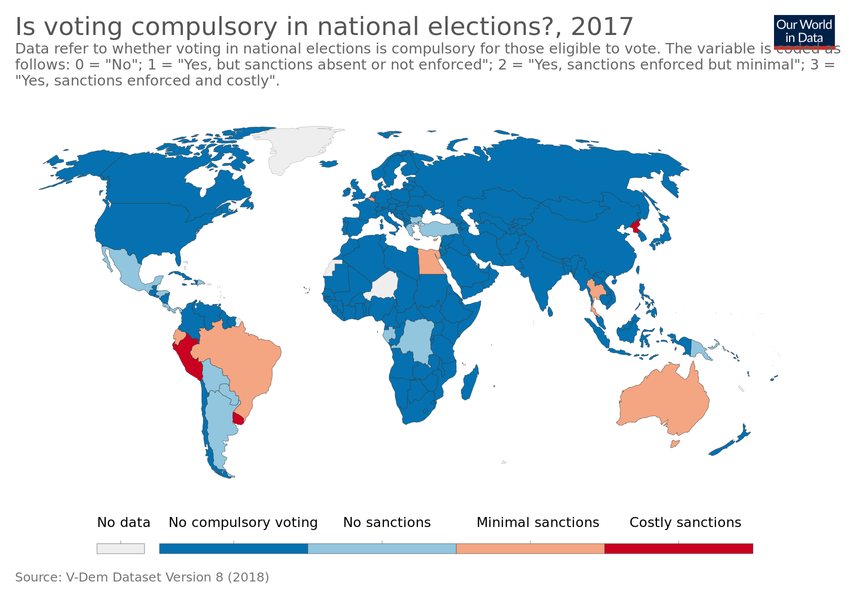 Is voting compulsory in national elections?, 2017
Our World
in Data
Data refer to whether voting in national elections is compulsory for those eligible to vote. The variable is coded as
follows: 0 = "No"; 1 = "Yes, but sanctions absent or not enforced"; 2 = "Yes, sanctions enforced but minimal"; 3 =
"Yes, sanctions enforced and costly".
No data No compulsory voting No sanctions Minimal sanctions Costly sanctions
Source: V-Dem Dataset Version 8 (2018)